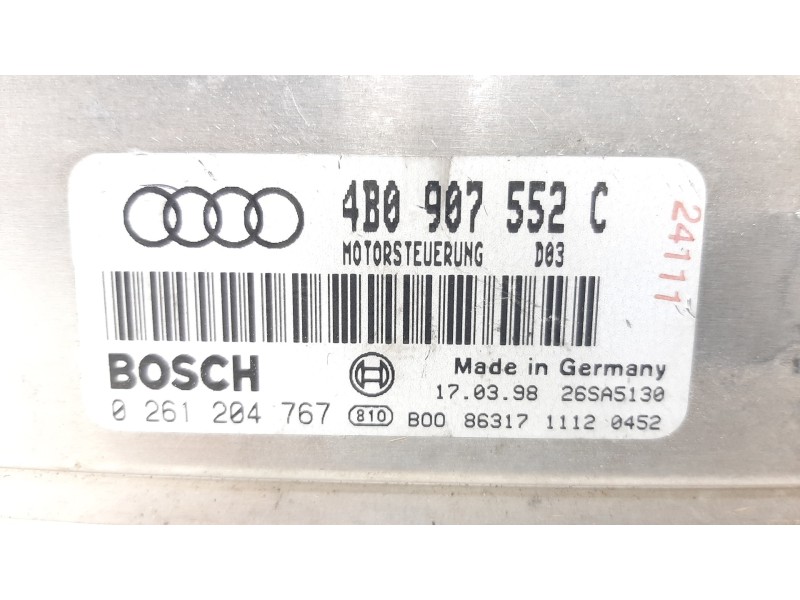 4B0 907 552 C
MOTORSTEUERUNG D03
24111
BOSCH
Made in Germany
17.03.98 26SA5130
0 261 204 767 810 B00 86317 1112 0452